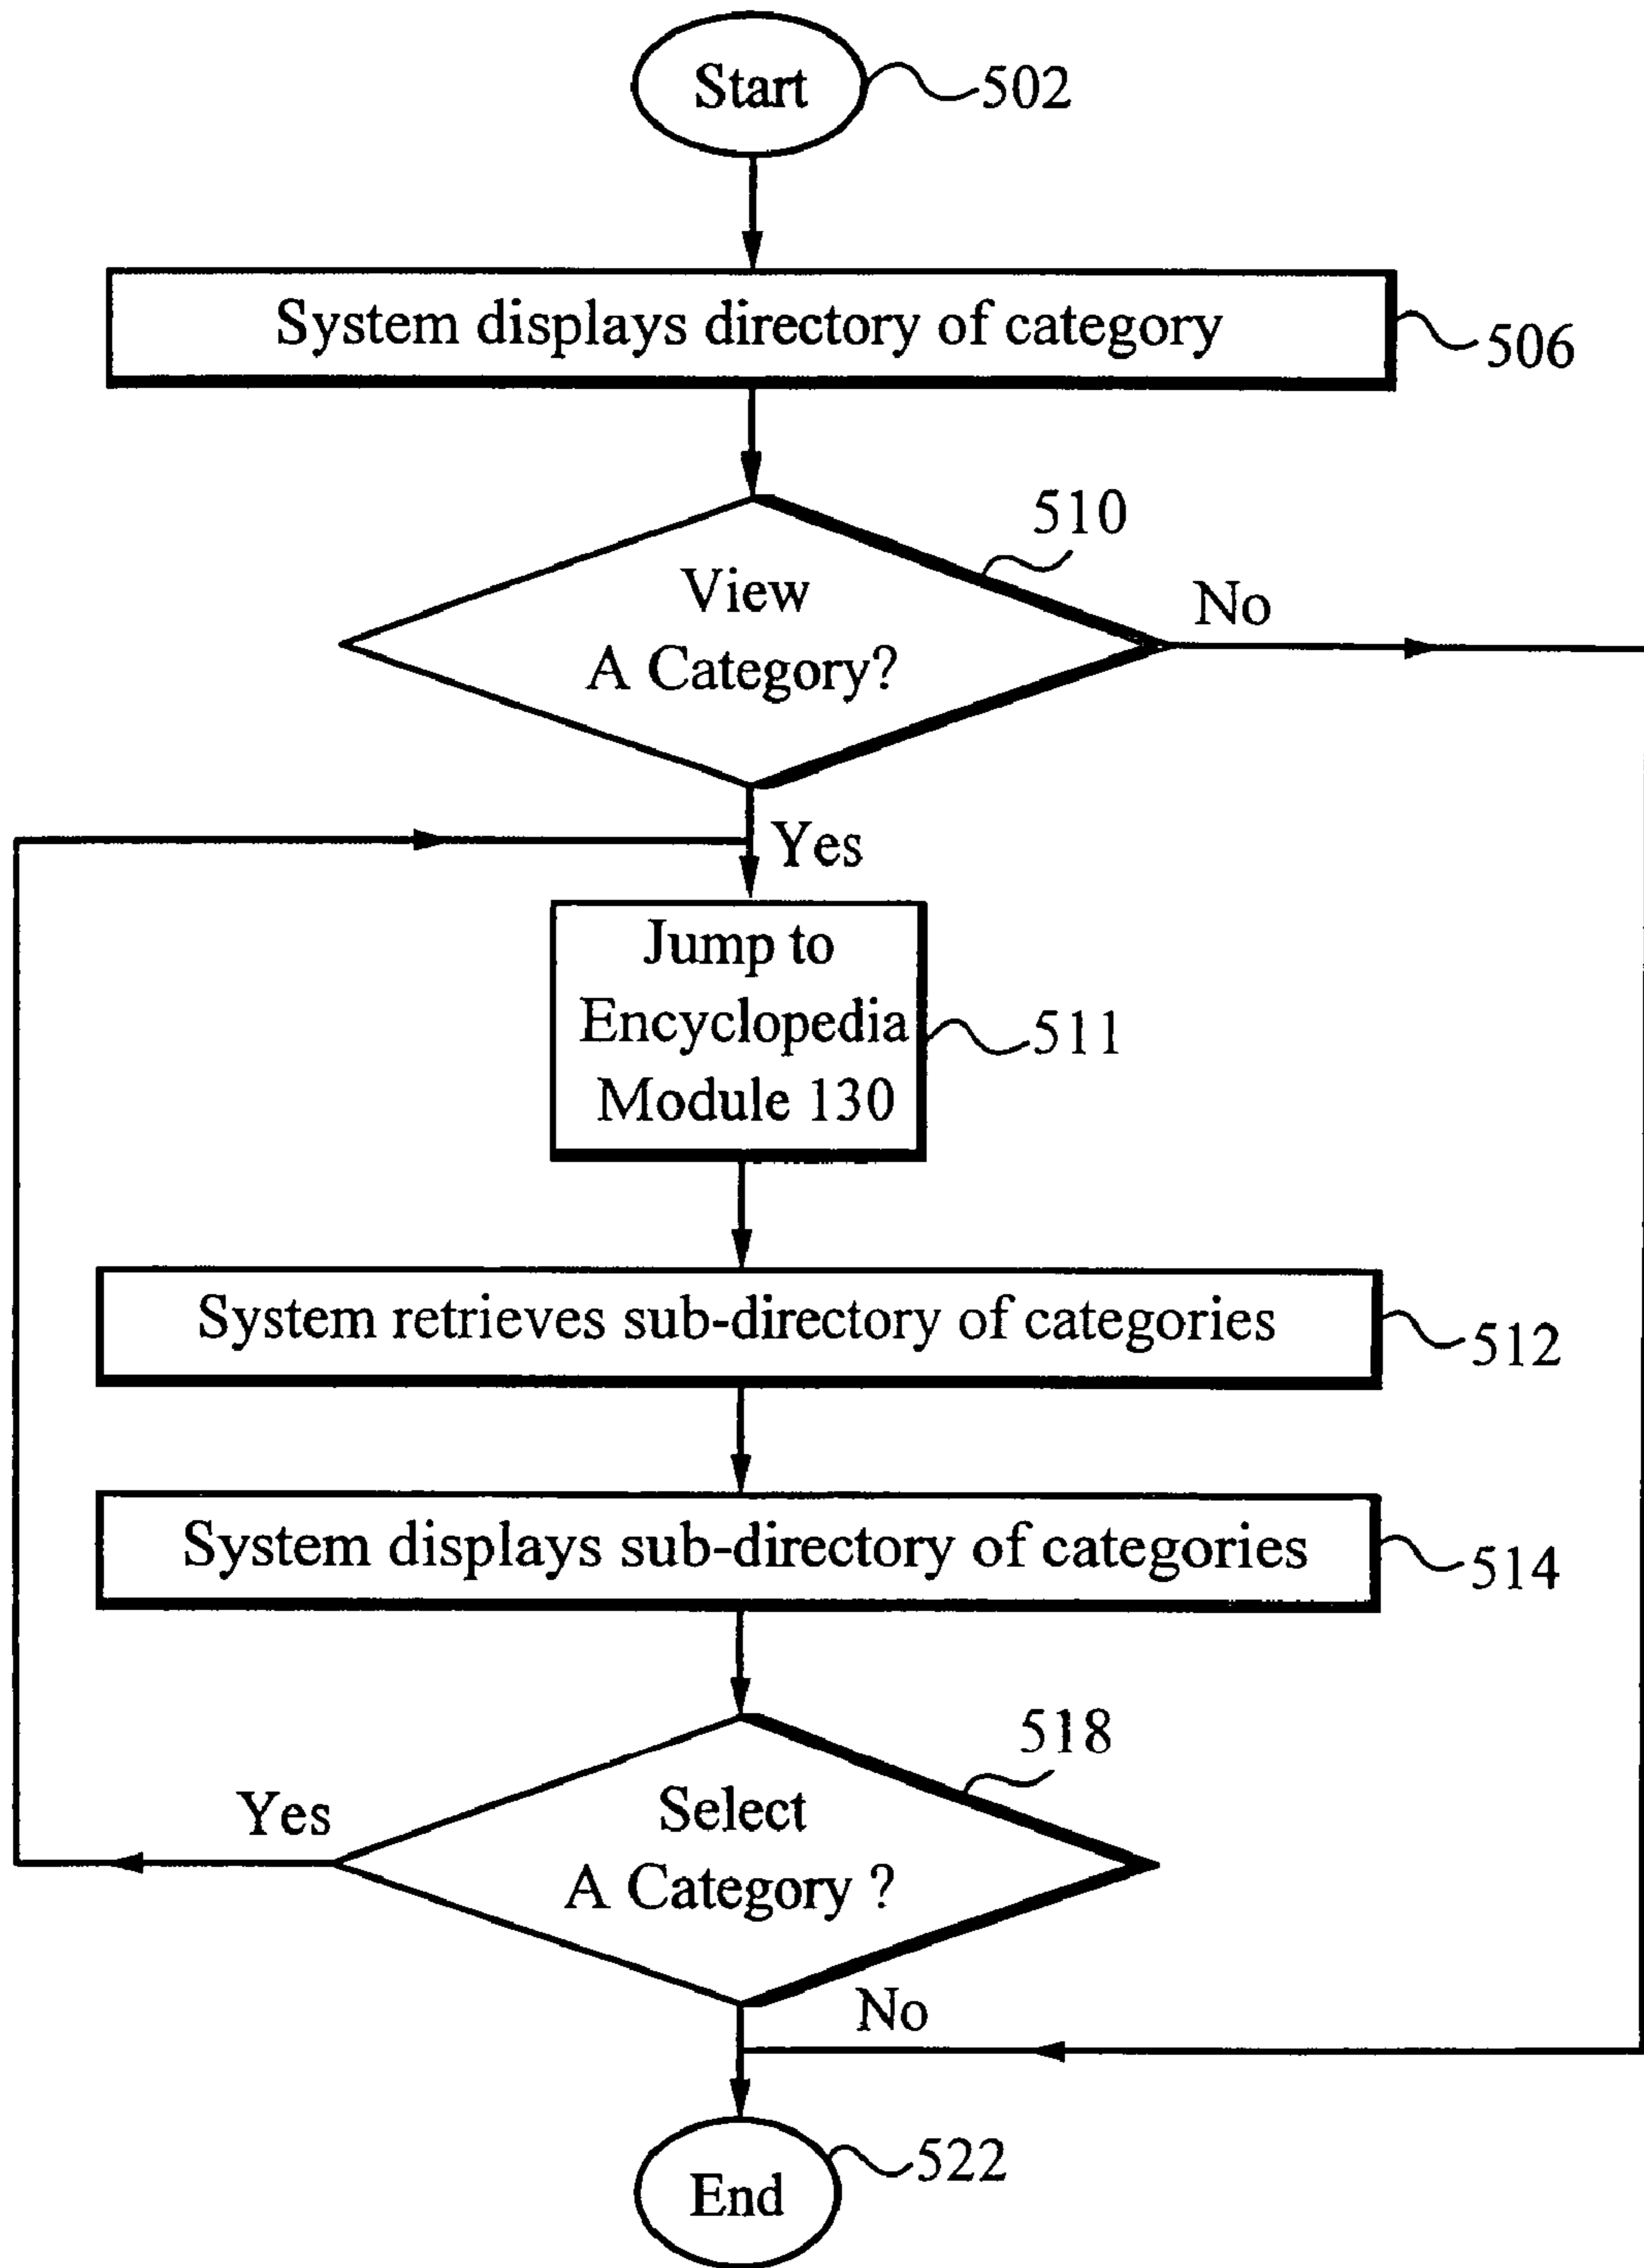 Start
502
System displays directory of category
506
510
View
A Category?
No
Yes
Jump to
Encyclopedia
Module 130
511
System retrieves sub-directory of categories
512
System displays sub-directory of categories
514
518
Select
A Category ?
Yes
No
End
522